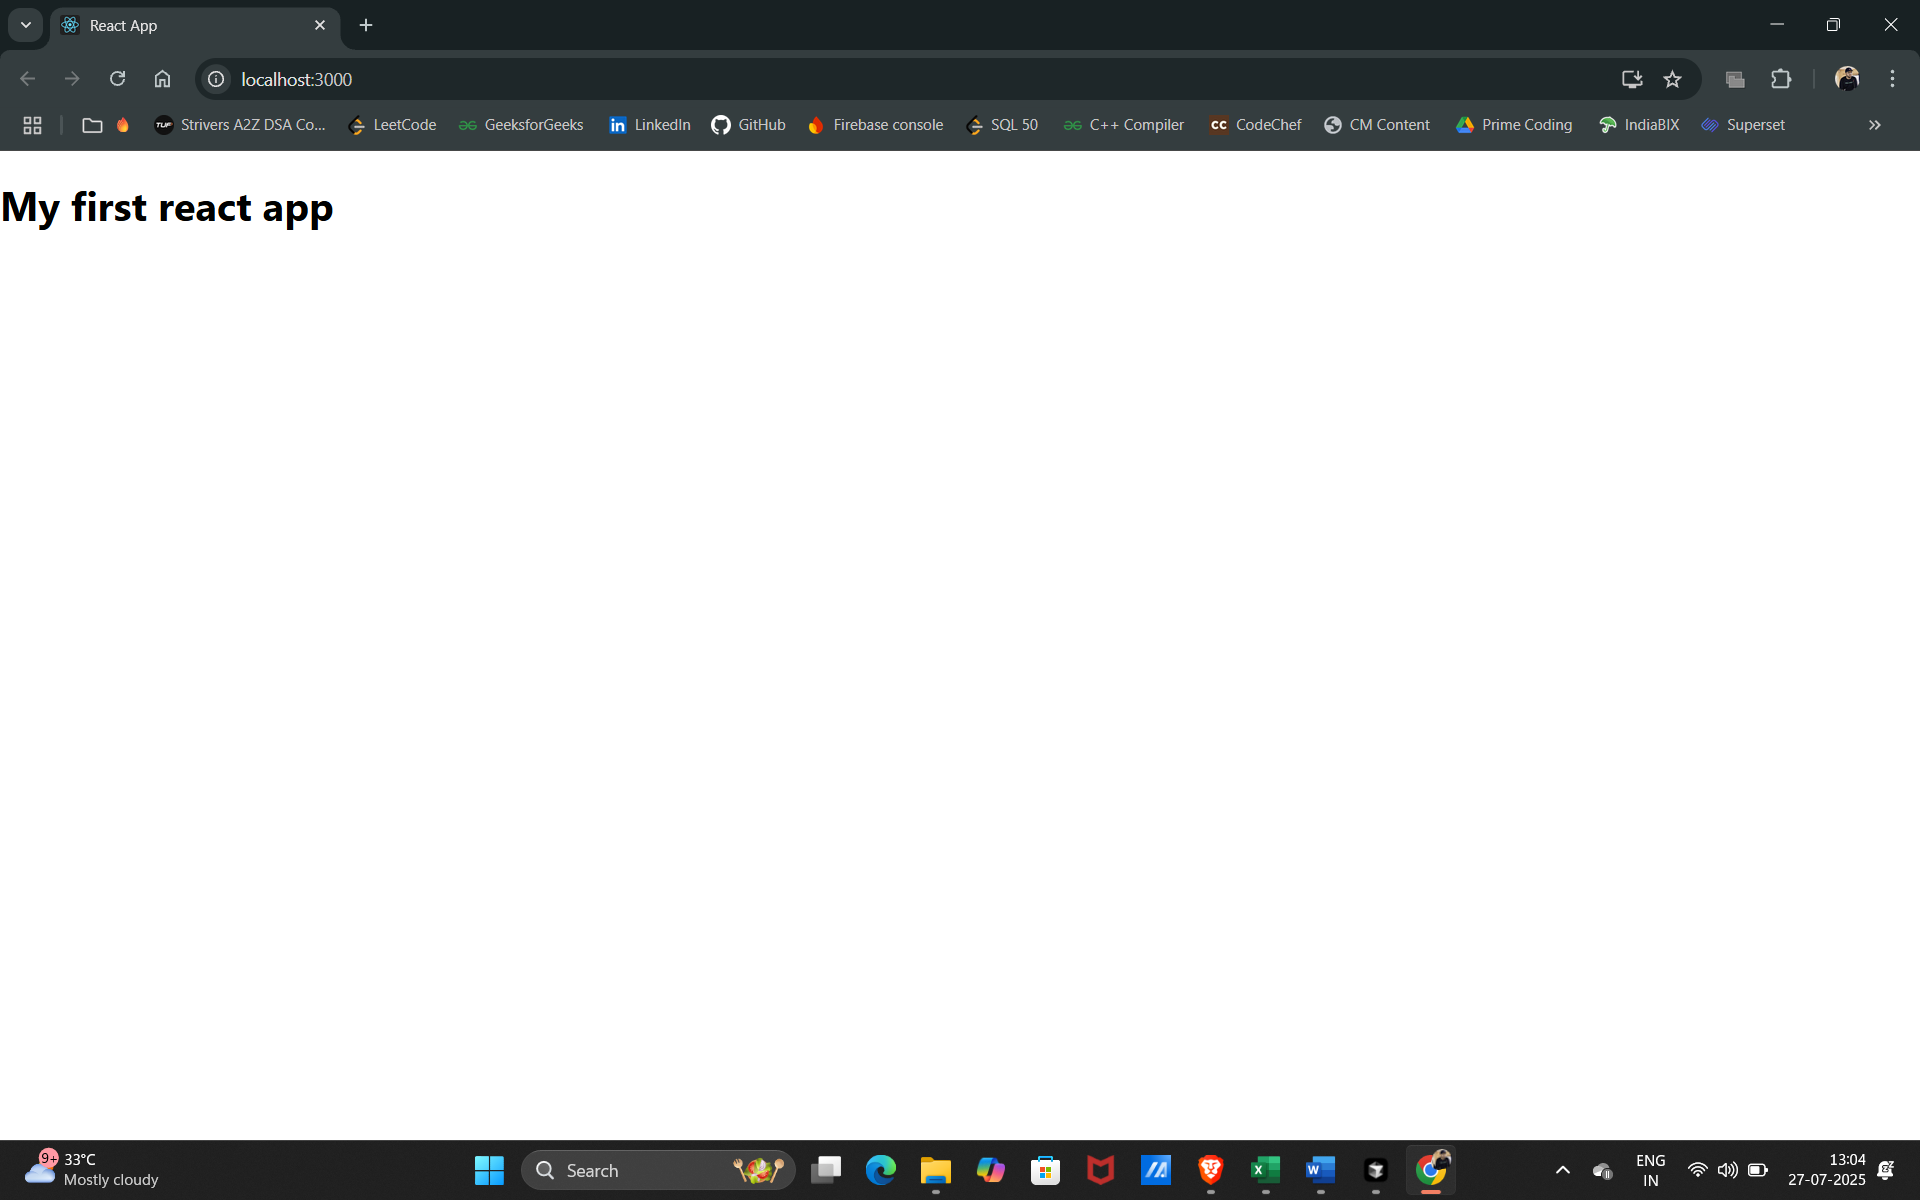 React App
localhost:3000
Strivers A2Z DSA Co...
LeetCode
GeeksforGeeks
LinkedIn
GitHub
Firebase console
SQL 50
C++ Compiler
CodeChef
CM Content
Prime Coding
IndiaBIX
Superset
My first react app
9+
33°C
Mostly cloudy
Search
ENG
IN
13:04
27-07-2025